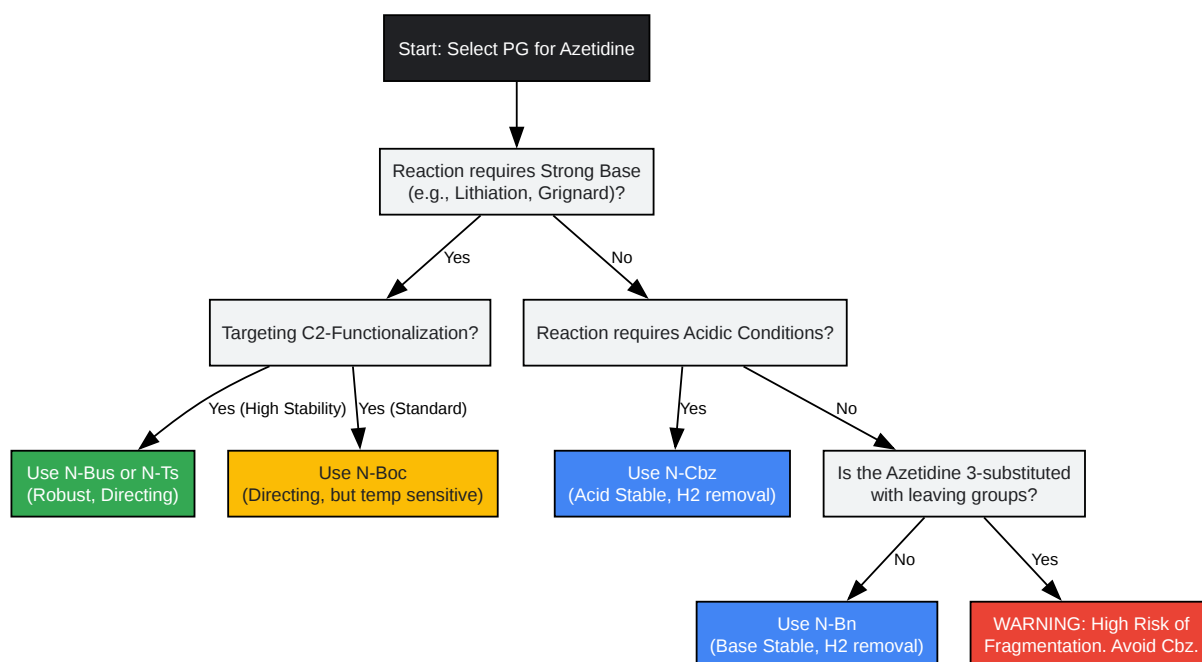 Start: Select PG for Azetidine
Reaction requires Strong Base
(e.g., Lithiation, Grignard)?
Yes
No
Targeting C2-Functionalization?
Reaction requires Acidic Conditions?
Yes (High Stability)
Yes (Standard)
Yes
No
Use N-Bus or N-Ts
(Robust, Directing)
Use N-Boc
(Directing, but temp sensitive)
Use N-Cbz
(Acid Stable, H2 removal)
Is the Azetidine 3-substituted
with leaving groups?
No
Yes
Use N-Bn
(Base Stable, H2 removal)
WARNING: High Risk of
Fragmentation. Avoid Cbz.